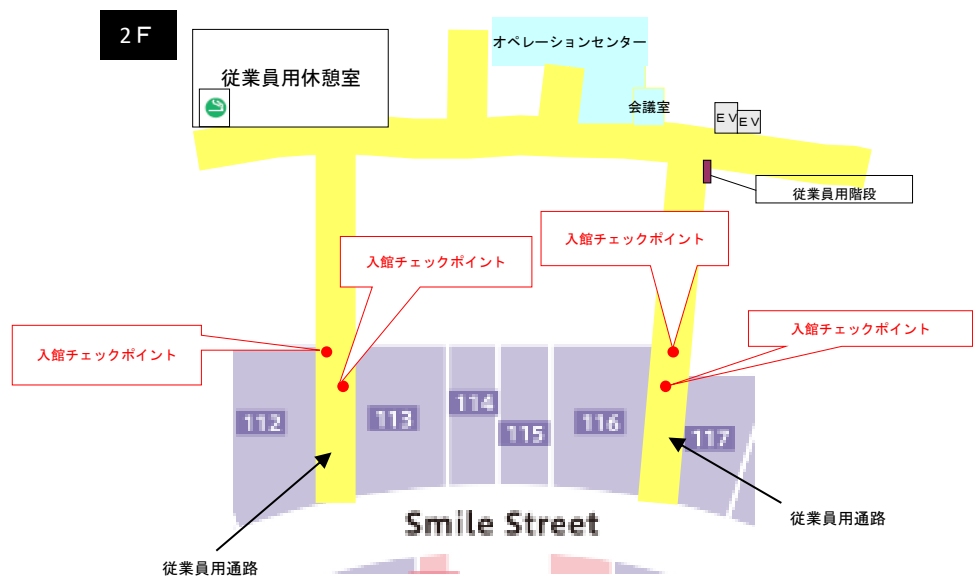 2F
オペレーションセンター
従業員用休憩室
会議室
EV
EV
従業員用階段
入館チェックポイント
入館チェックポイント
入館チェックポイント
入館チェックポイント
112
113
114
115
116
117
Smile Street
従業員用通路
従業員用通路